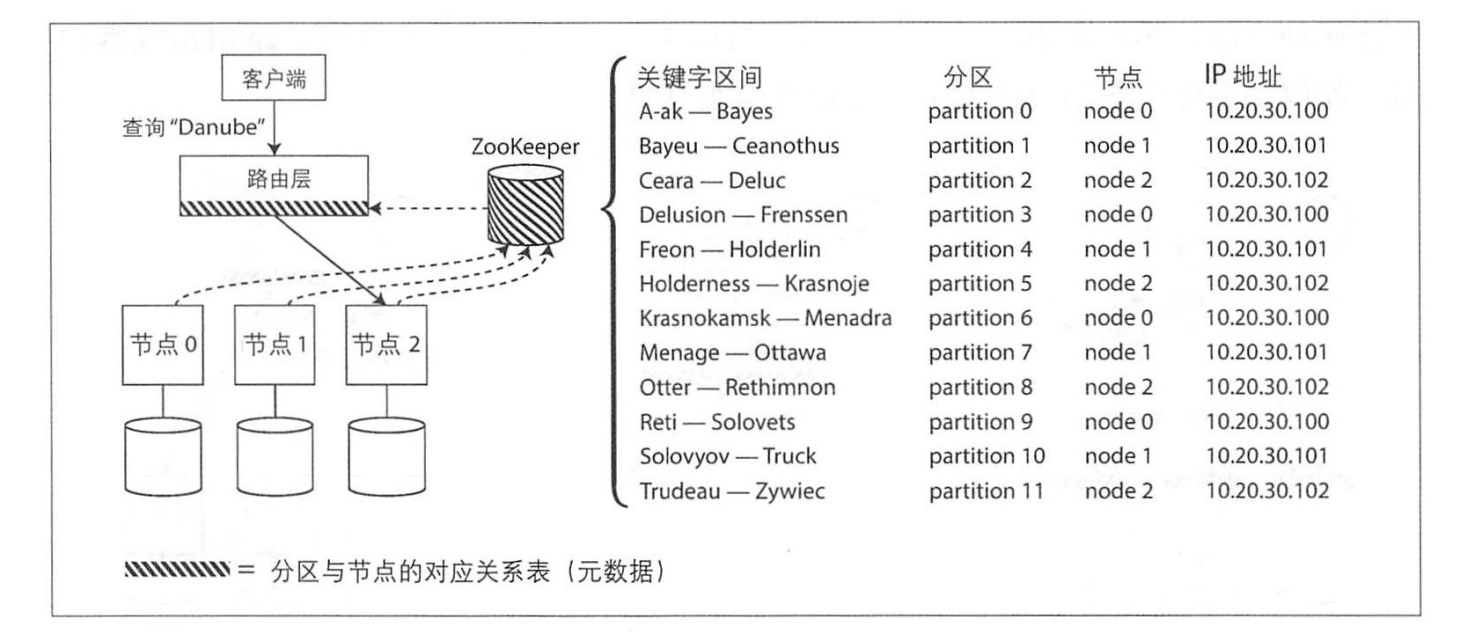 客户端
查询“Danube”
路由层
ZooKeeper
节点 0
节点 1
节点 2
关键字区间 分区 节点 IP 地址
A-ak — Bayes partition 0 node 0 10.20.30.100
Bayeu — Ceanothus partition 1 node 1 10.20.30.101
Ceara — Deluc partition 2 node 2 10.20.30.102
Delusion — Frenssen partition 3 node 0 10.20.30.100
Freon — Holderlin partition 4 node 1 10.20.30.101
Holderness — Krasnoje partition 5 node 2 10.20.30.102
Krasnokamsk — Menadra partition 6 node 0 10.20.30.100
Menage — Ottawa partition 7 node 1 10.20.30.101
Otter — Rethimnon partition 8 node 2 10.20.30.102
Reti — Solovets partition 9 node 0 10.20.30.100
Solovyov — Truck partition 10 node 1 10.20.30.101
Trudeau — Zywiec partition 11 node 2 10.20.30.102
= 分区与节点的对应关系表（元数据）